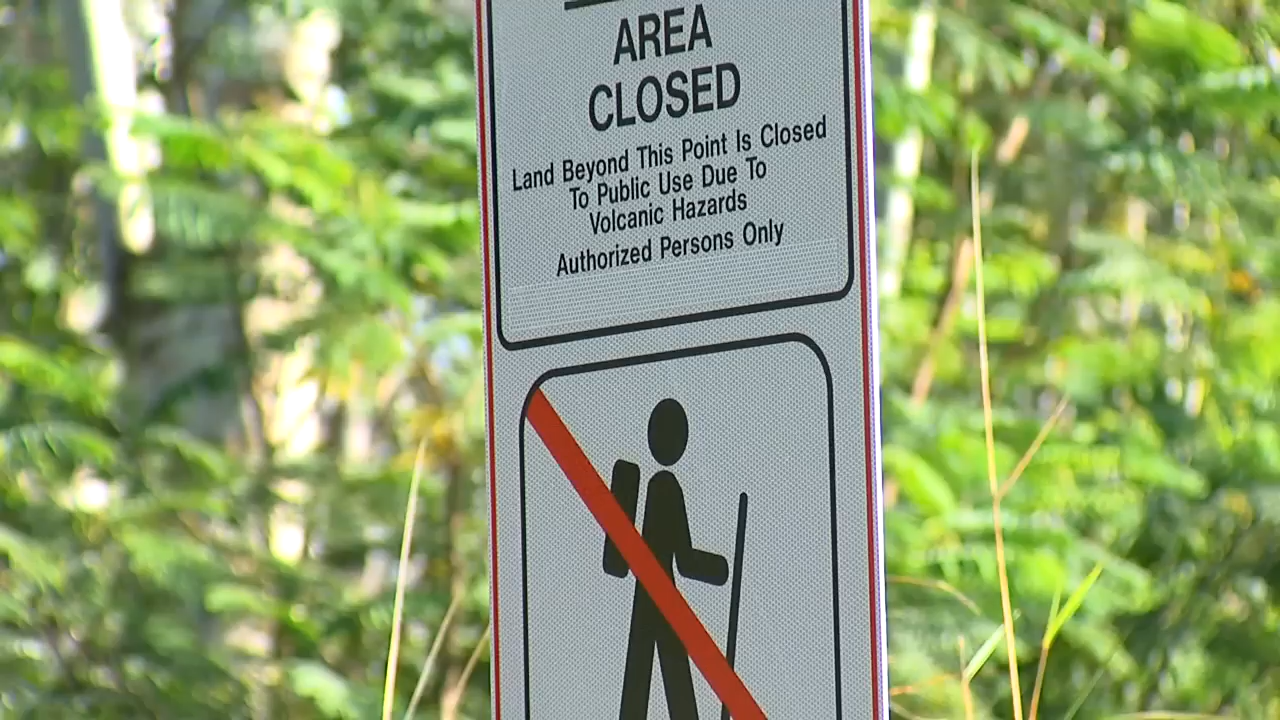 AREA
CLOSED
Land Beyond This Point Is Closed
To Public Use Due To
Volcanic Hazards
Authorized Persons Only